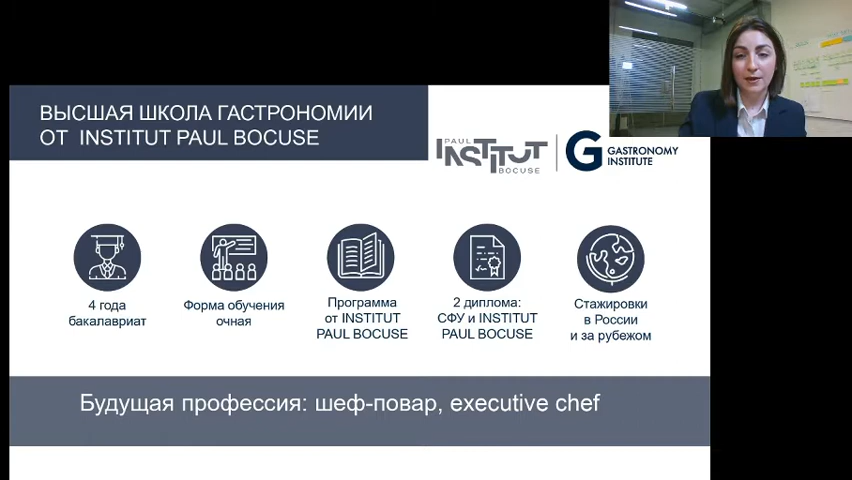 ВЫСШАЯ ШКОЛА ГАСТРОНОМИИ
ОТ INSTITUT PAUL BOCUSE
PAUL
INSTITUT
BOCUSE
GASTRONOMY
INSTITUTE
4 года
бакалавриат
Форма обучения
очная
Программа
от INSTITUT
PAUL BOCUSE
2 диплома:
СФУ и INSTITUT
PAUL BOCUSE
Стажировки
в России
и за рубежом
Будущая профессия: шеф-повар, executive chef